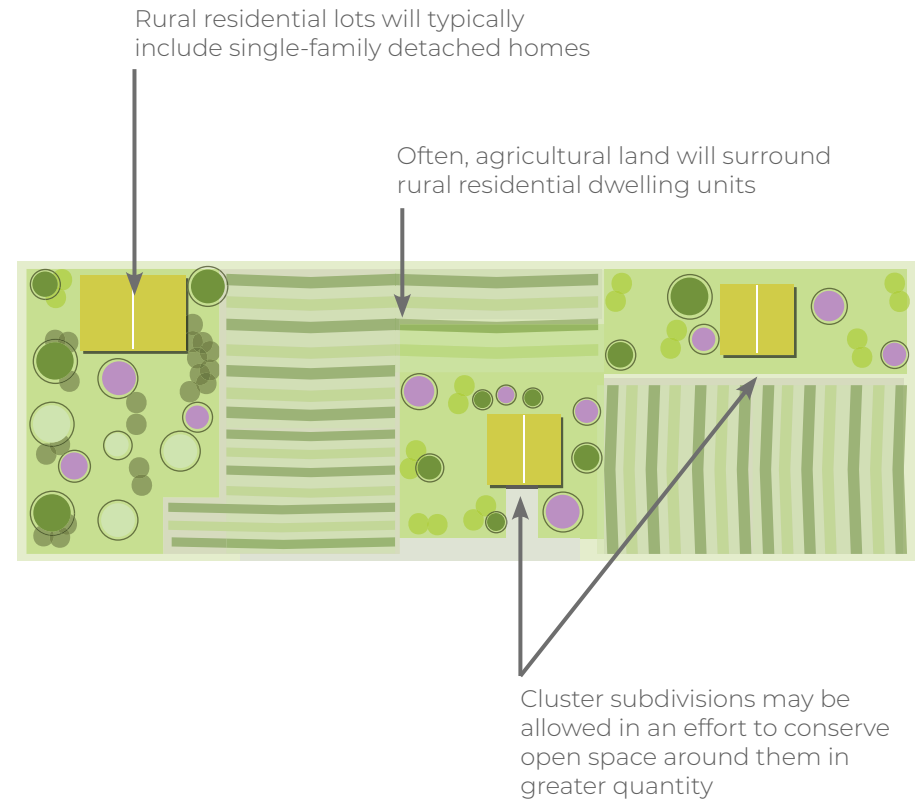 Rural residential lots will typically
include single-family detached homes
Often, agricultural land will surround
rural residential dwelling units
Cluster subdivisions may be
allowed in an effort to conserve
open space around them in
greater quantity